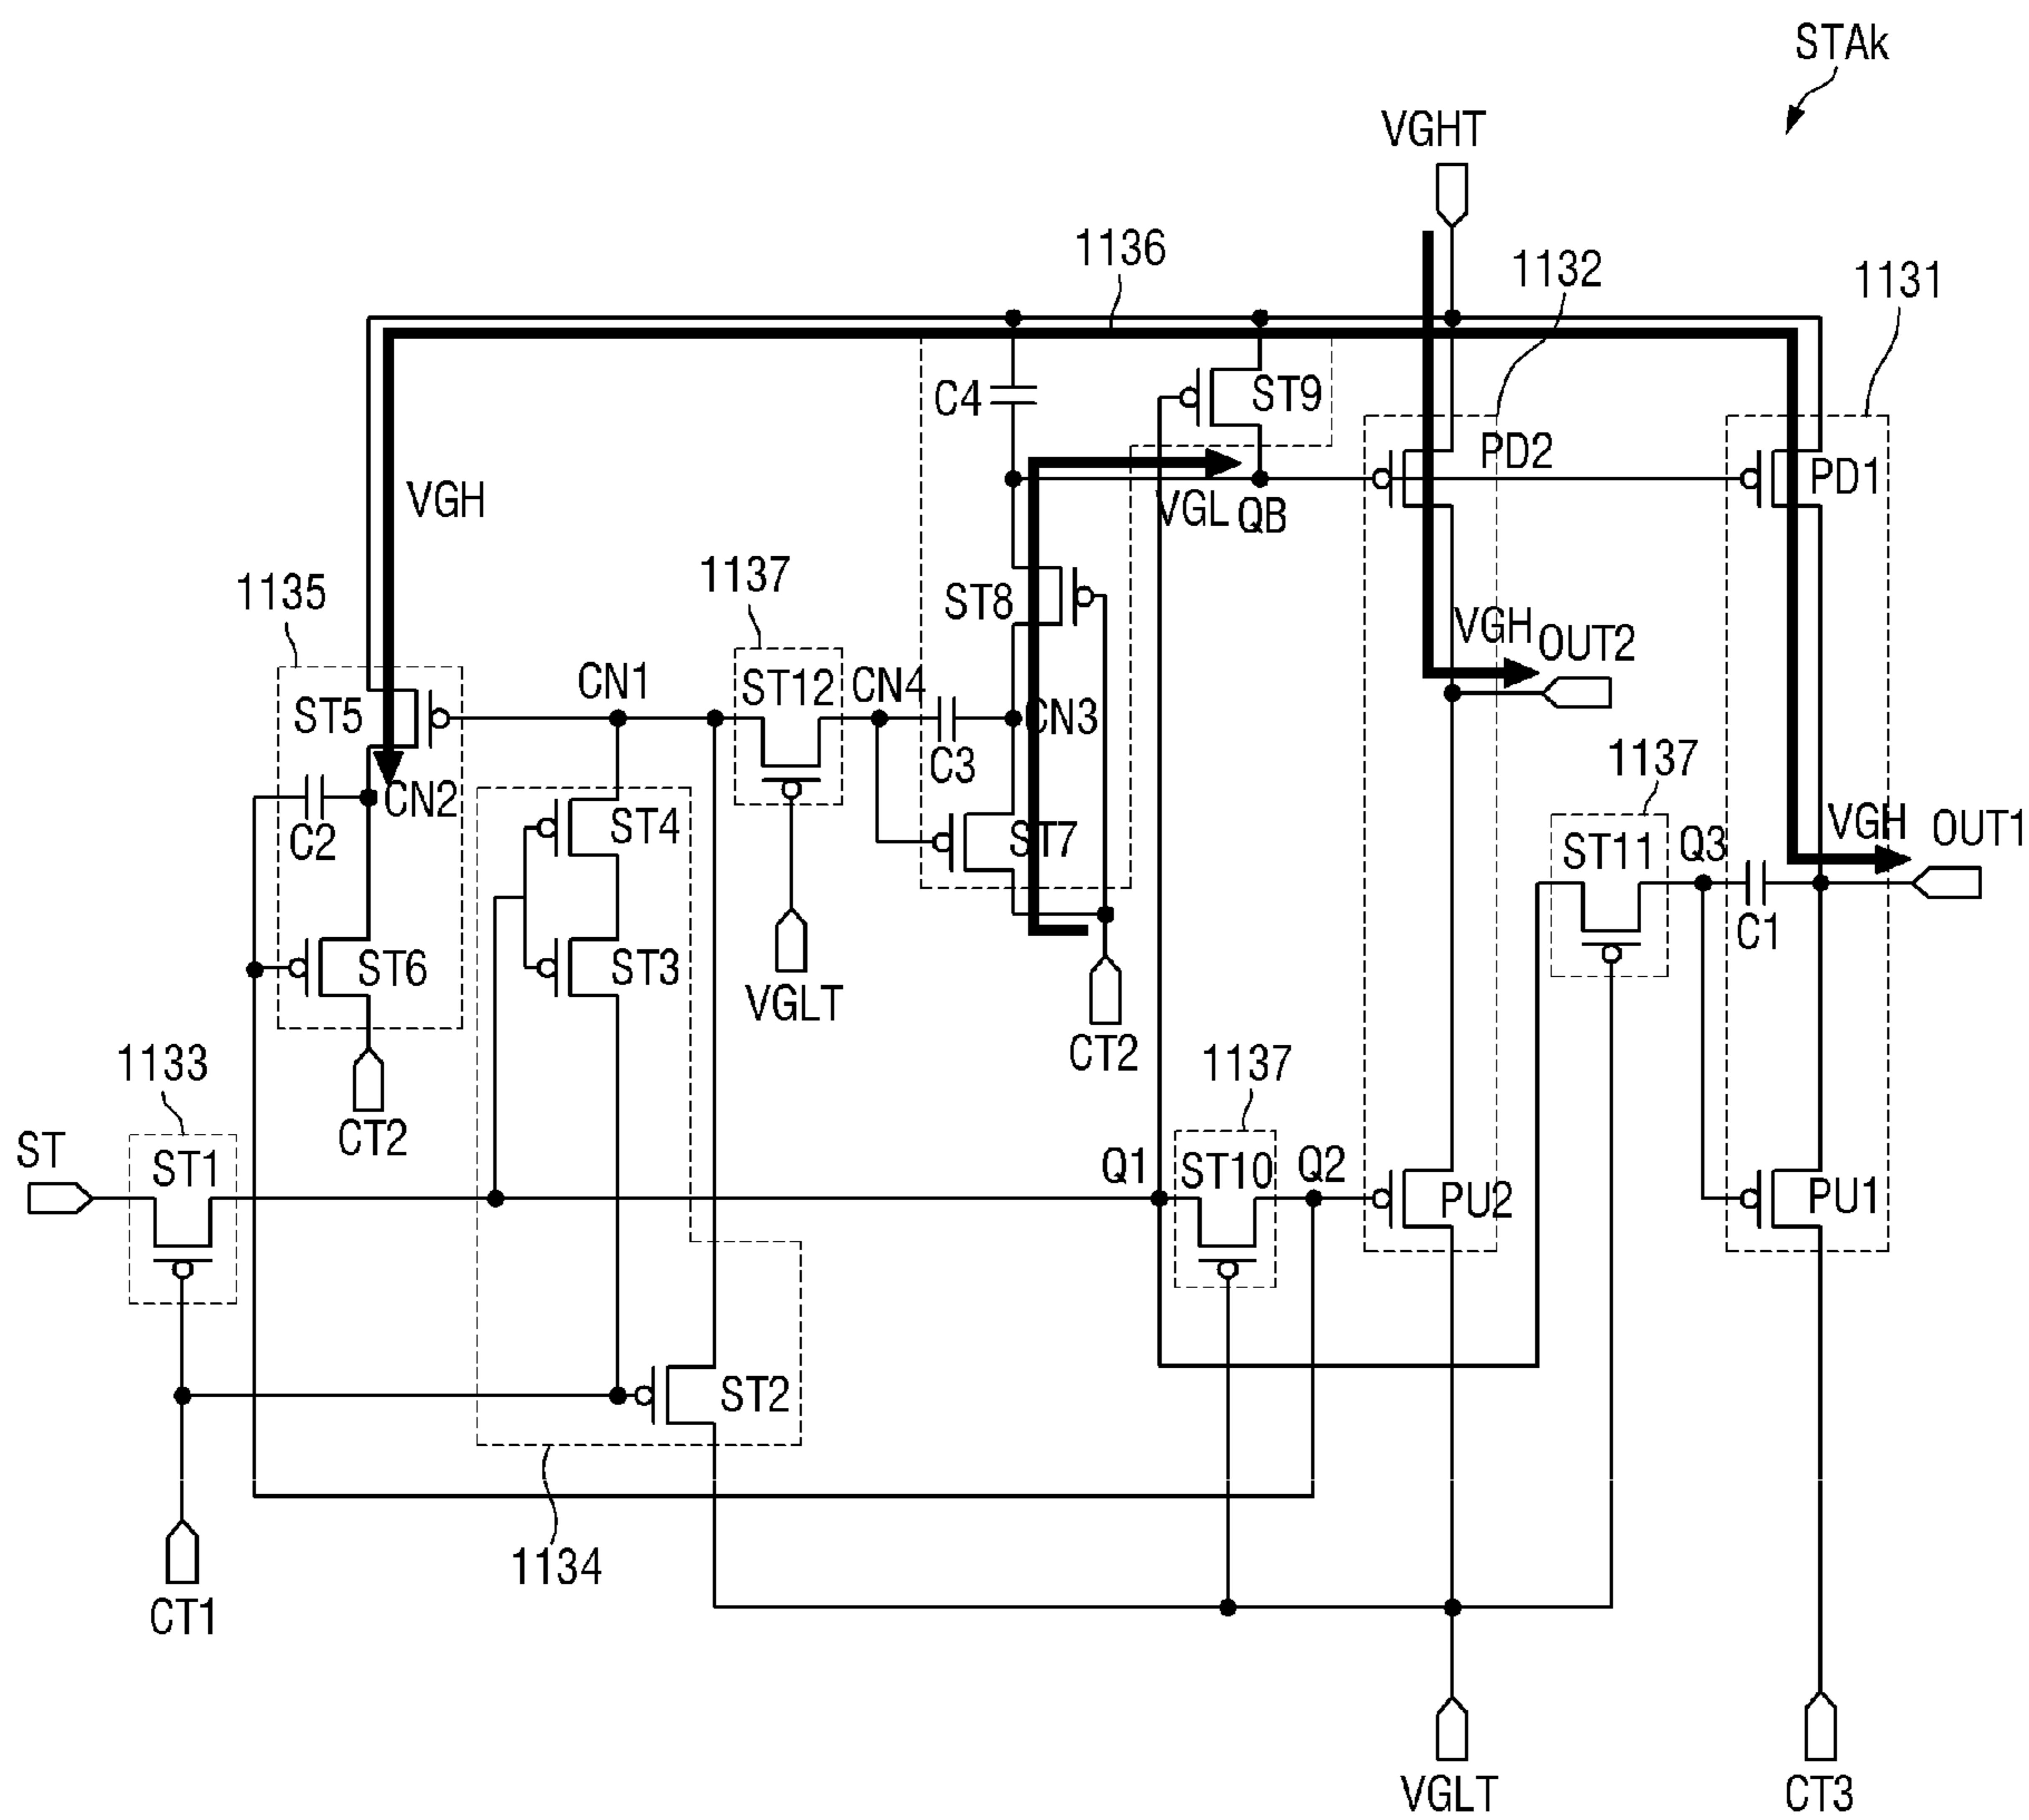 STAk
VGHT
1136
1132
1131
C4
ST9
PD2
PD1
VGH
VGL
QB
1137
1135
ST8
VGH
OUT2
CN1
ST12
CN4
ST5
CN3
C3
1137
CN2
ST4
ST7
VGH
OUT1
C2
ST11
Q3
C1
ST6
ST3
VGLT
CT2
1133
1137
CT2
ST
ST1
Q1
ST10
Q2
PU2
PU1
ST2
1134
CT1
VGLT
CT3